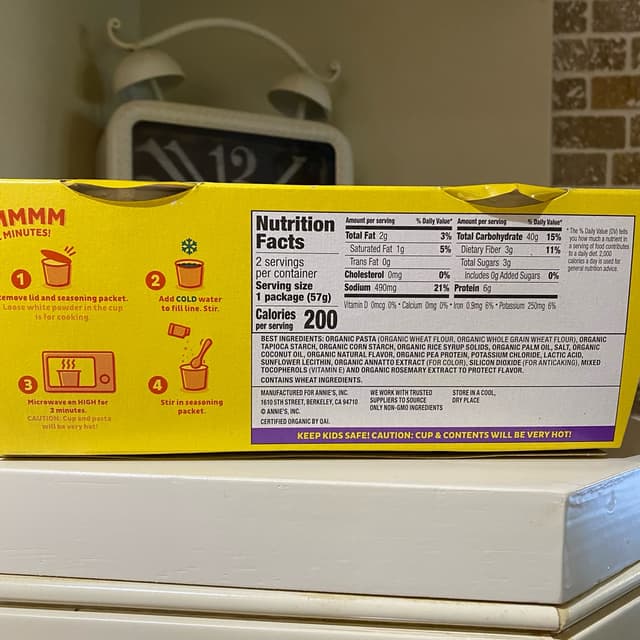 MMMM
MINUTES!
1
remove lid and seasoning packet.
Loose white powder in the cup
is for cooking.
2
Add COLD water
to fill line. Stir.
3
Microwave on HIGH for
3 minutes.
CAUTION: Cup and pasta
will be very hot!
4
Stir in seasoning
packet.
Nutrition
Facts
2 servings
per container
Serving size
1 package (57g)
Calories
per serving 200
Amount per serving % Daily Value*
Total Fat 2g 3%
Saturated Fat 1g 5%
Trans Fat 0g
Cholesterol 0mg 0%
Sodium 490mg 21%
Amount per serving % Daily Value*
Total Carbohydrate 40g 15%
Dietary Fiber 3g 11%
Total Sugars 3g
Includes 0g Added Sugars 0%
Protein 6g
Vitamin D 0mcg 0% • Calcium 0mg 0% • Iron 0.9mg 6% • Potassium 250mg 6%
* The % Daily Value (DV) tells
you how much a nutrient in
a serving of food contributes
to a daily diet. 2,000
calories a day is used for
general nutrition advice.
BEST INGREDIENTS: ORGANIC PASTA (ORGANIC WHEAT FLOUR, ORGANIC WHOLE GRAIN WHEAT FLOUR), ORGANIC
TAPIOCA STARCH, ORGANIC CORN STARCH, ORGANIC RICE SYRUP SOLIDS, ORGANIC PALM OIL, SALT, ORGANIC
COCONUT OIL, ORGANIC NATURAL FLAVOR, ORGANIC PEA PROTEIN, POTASSIUM CHLORIDE, LACTIC ACID,
SUNFLOWER LECITHIN, ORGANIC ANNATTO EXTRACT (FOR COLOR), SILICON DIOXIDE (FOR ANTICAKING), MIXED
TOCOPHEROLS (VITAMIN E) AND ORGANIC ROSEMARY EXTRACT TO PROTECT FLAVOR.
CONTAINS WHEAT INGREDIENTS.
MANUFACTURED FOR ANNIE'S, INC.
1610 5TH STREET, BERKELEY, CA 94710
© ANNIE'S, INC.
CERTIFIED ORGANIC BY OAI.
WE WORK WITH TRUSTED
SUPPLIERS TO SOURCE
ONLY NON-GMO INGREDIENTS
STORE IN A COOL,
DRY PLACE
KEEP KIDS SAFE! CAUTION: CUP & CONTENTS WILL BE VERY HOT!
12